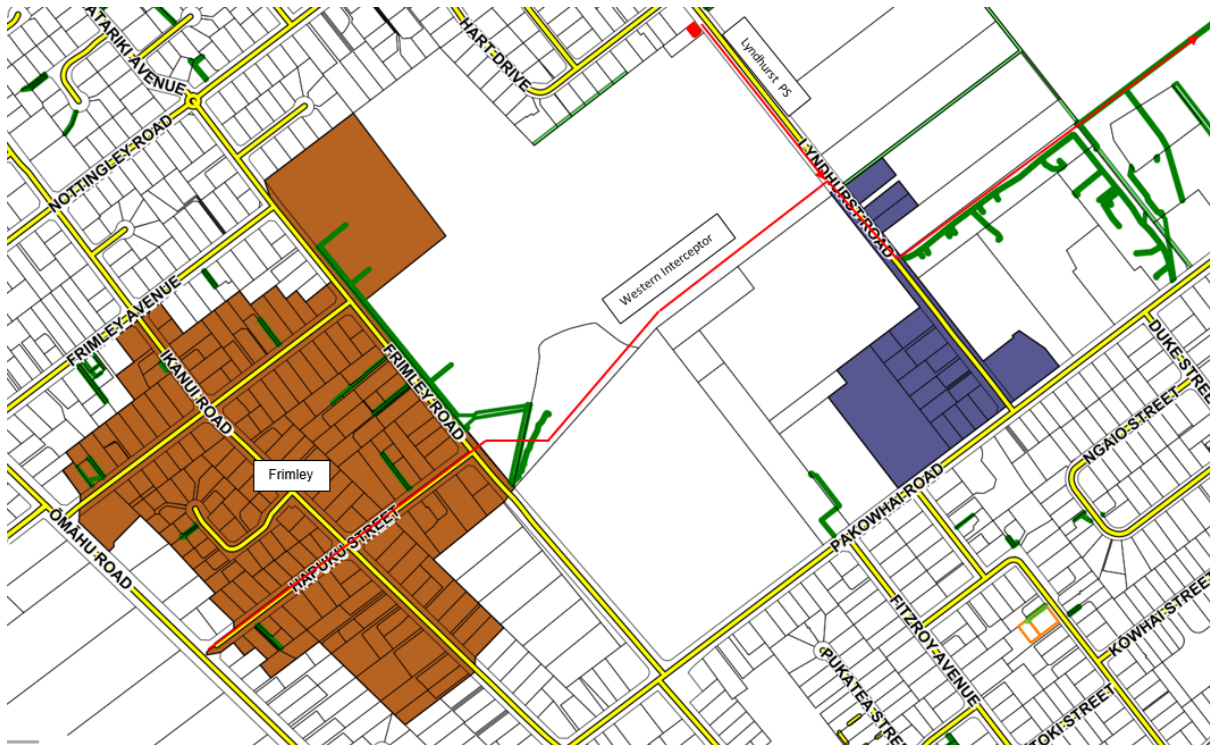 ATARIKI AVENUE
HART DRIVE
Lyndhurst PS
NOTTINGLEY ROAD
LYNDHURST ROAD
Western Interceptor
FRIMLEY AVENUE
IKANUI ROAD
FRIMLEY ROAD
DUKE STREET
NGAIO STREET
Frimley
PAKOWHAI ROAD
OMAHU ROAD
HAPUKU STREET
FITZROY AVENUE
KOWHAI STREET
PUKATEA STREET
TOKI STREET